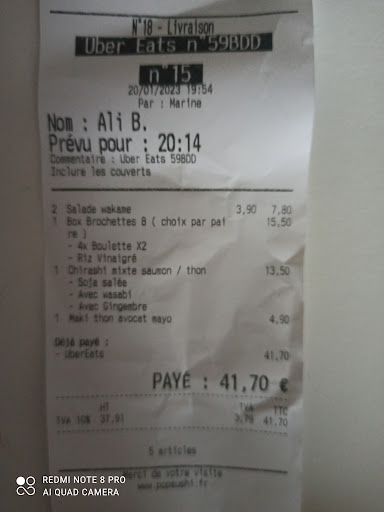 N°18 - Livraison
Uber Eats n°59BDD
n°15
20/01/2023 19:54
Par : Marine
Nom : Ali B.
Prévu pour : 20:14
Commentaire : Uber Eats 59BDD
Inclure les couverts
2 Salade wakame 3,90 7,80
1 Box Brochettes 8 ( choix par pai 15,50
re )
- 4x Boulette X2
- Riz Vinaigré
1 Chirashi mixte saumon / thon 13,50
- Soja salée
- Avec wasabi
- Avec Gingembre
1 Maki thon avocat mayo 4,90
Déjà payé :
- UberEats 41,70
PAYÉ : 41,70 €
HT TVA TTC
TVA 10% 37,91 3,79 41,70
5 articles
Merci de votre visite
www.popsushi.fr
REDMI NOTE 8 PRO
AI QUAD CAMERA